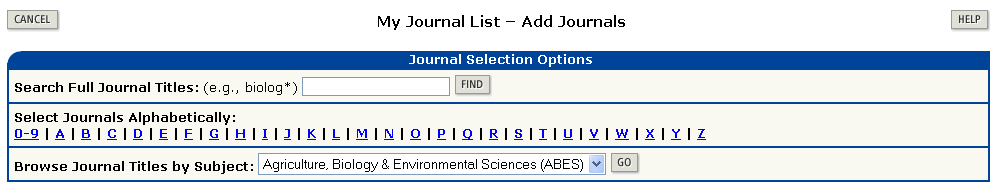 CANCEL My Journal List – Add Journals HELP
Journal Selection Options
Search Full Journal Titles: (e.g., biolog*) FIND
Select Journals Alphabetically:
0-9 | A | B | C | D | E | F | G | H | I | J | K | L | M | N | O | P | Q | R | S | T | U | V | W | X | Y | Z
Browse Journal Titles by Subject: Agriculture, Biology & Environmental Sciences (ABES) GO